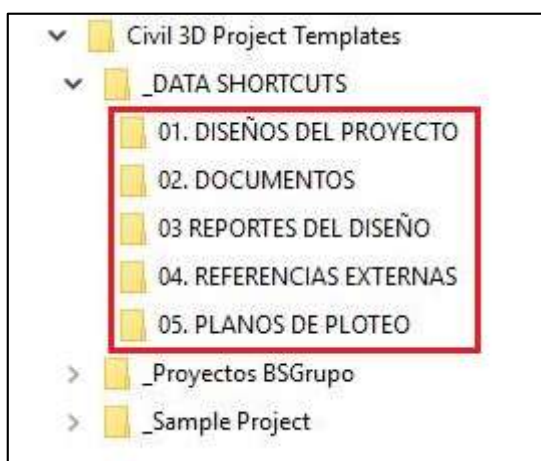 Civil 3D Project Templates
_DATA SHORTCUTS
01. DISEÑOS DEL PROYECTO
02. DOCUMENTOS
03 REPORTES DEL DISEÑO
04. REFERENCIAS EXTERNAS
05. PLANOS DE PLOTEO
_Proyectos BSGrupo
_Sample Project